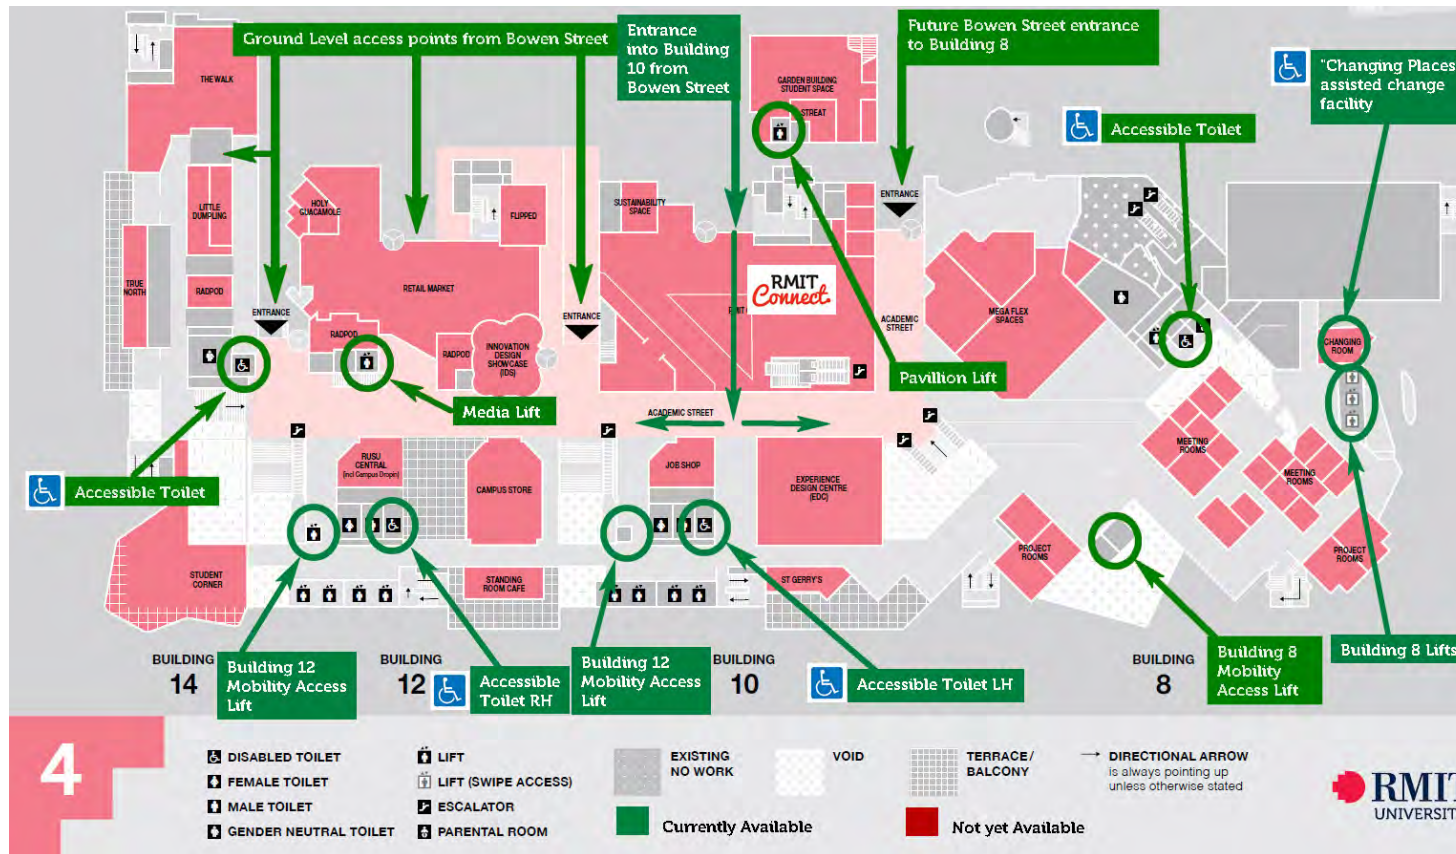 Ground Level access points from Bowen Street
Entrance
into Building
10 from
Bowen Street
Future Bowen Street entrance
to Building 8
"Changing Places
assisted change
facility
Accessible Toilet
THE WALK
GARDEN BUILDING
STUDENT SPACE
STREAT
LITTLE
DUMPLING
HOLY
GUACAMOLE
FLIPPED
SUSTAINABILITY
SPACE
ENTRANCE
TRUE
NORTH
RADPOD
RETAIL MARKET
RMIT
Connect.
ENTRANCE
ENTRANCE
RADPOD
RADPOD
INNOVATION
DESIGN
SHOWCASE
(IDS)
ACADEMIC
STREET
MEGA FLEX
SPACES
CHANGING
ROOM
Pavillion Lift
Media Lift
ACADEMIC STREET
Accessible Toilet
RUSU
CENTRAL
(incl Campus Dropin)
CAMPUS STORE
JOB SHOP
EXPERIENCE
DESIGN CENTRE
(EDC)
MEETING
ROOMS
MEETING
ROOMS
PROJECT
ROOMS
PROJECT
ROOMS
STUDENT
CORNER
STANDING
ROOM CAFE
ST GERRY'S
BUILDING
14
Building 12
Mobility Access
Lift
BUILDING
12
Accessible
Toilet RH
Building 12
Mobility Access
Lift
BUILDING
10
Accessible Toilet LH
BUILDING
8
Building 8
Mobility
Access Lift
Building 8 Lifts
4
DISABLED TOILET
FEMALE TOILET
MALE TOILET
GENDER NEUTRAL TOILET
LIFT
LIFT (SWIPE ACCESS)
ESCALATOR
PARENTAL ROOM
EXISTING
NO WORK
VOID
TERRACE/
BALCONY
DIRECTIONAL ARROW
is always pointing up
unless otherwise stated
Currently Available
Not yet Available
RMIT
UNIVERSIT